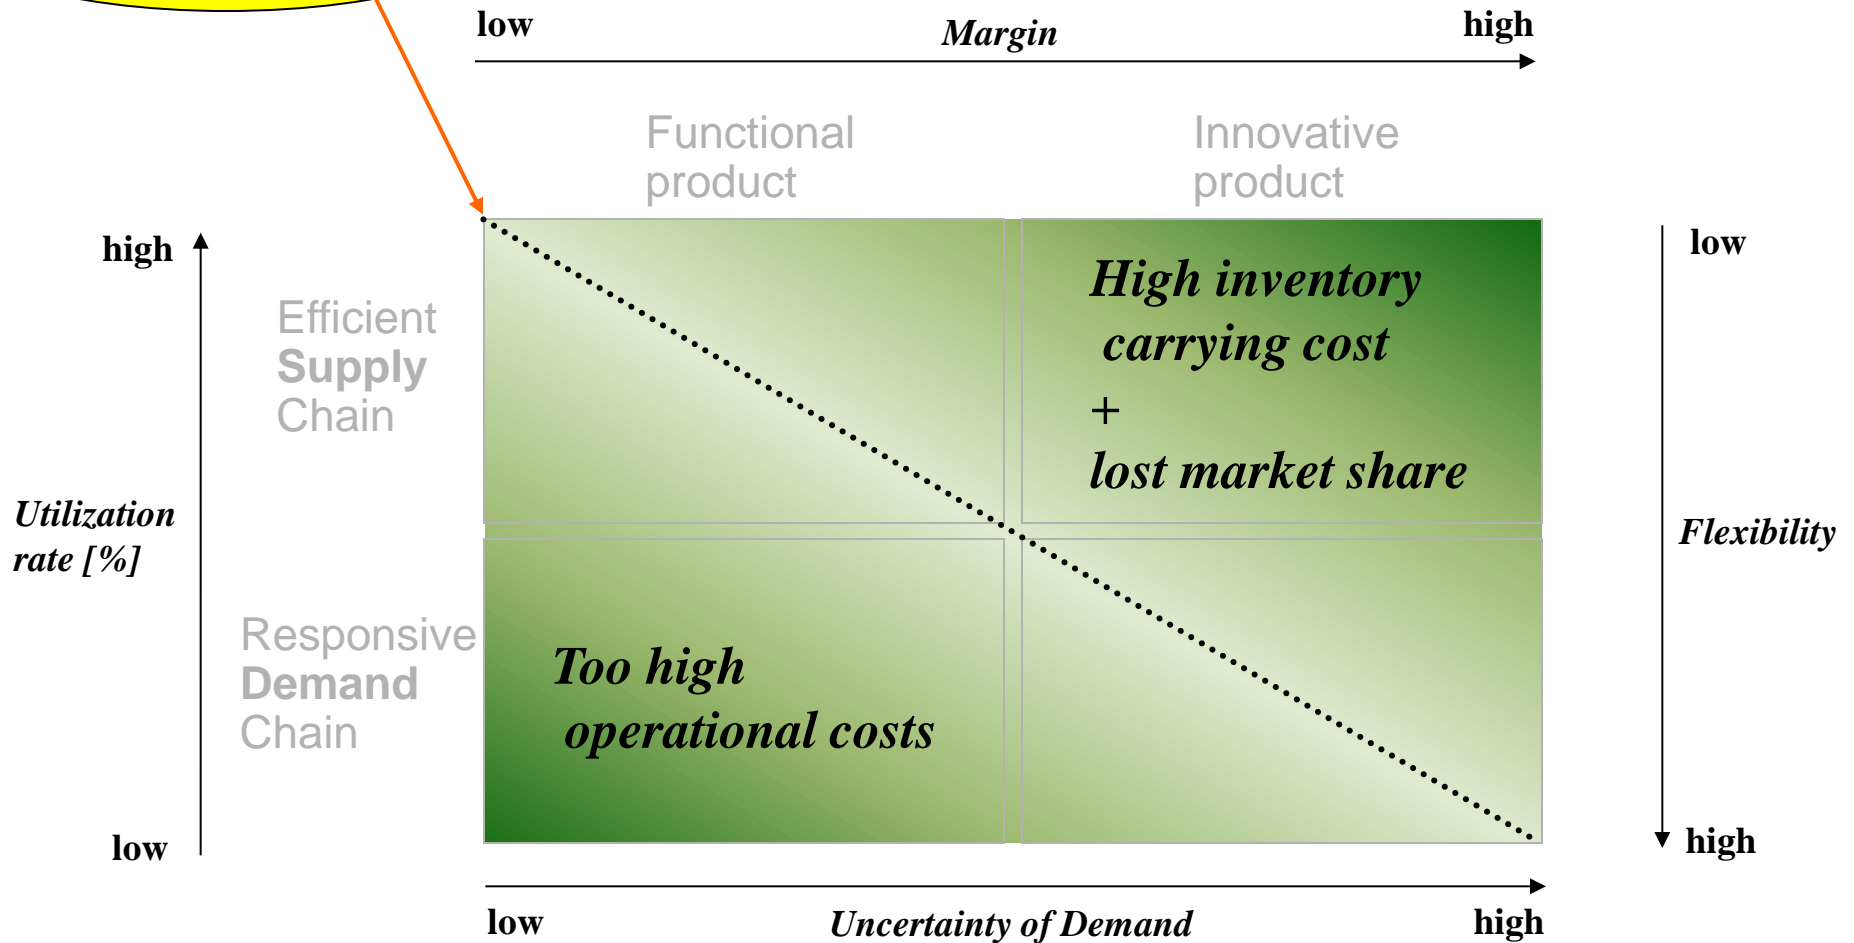 low
Margin
high
Functional
product
Innovative
product
high
low
Efficient
Supply
Chain
High inventory
carrying cost
+
lost market share
Utilization
rate [%]
Flexibility
Responsive
Demand
Chain
Too high
operational costs
low
high
low
Uncertainty of Demand
high